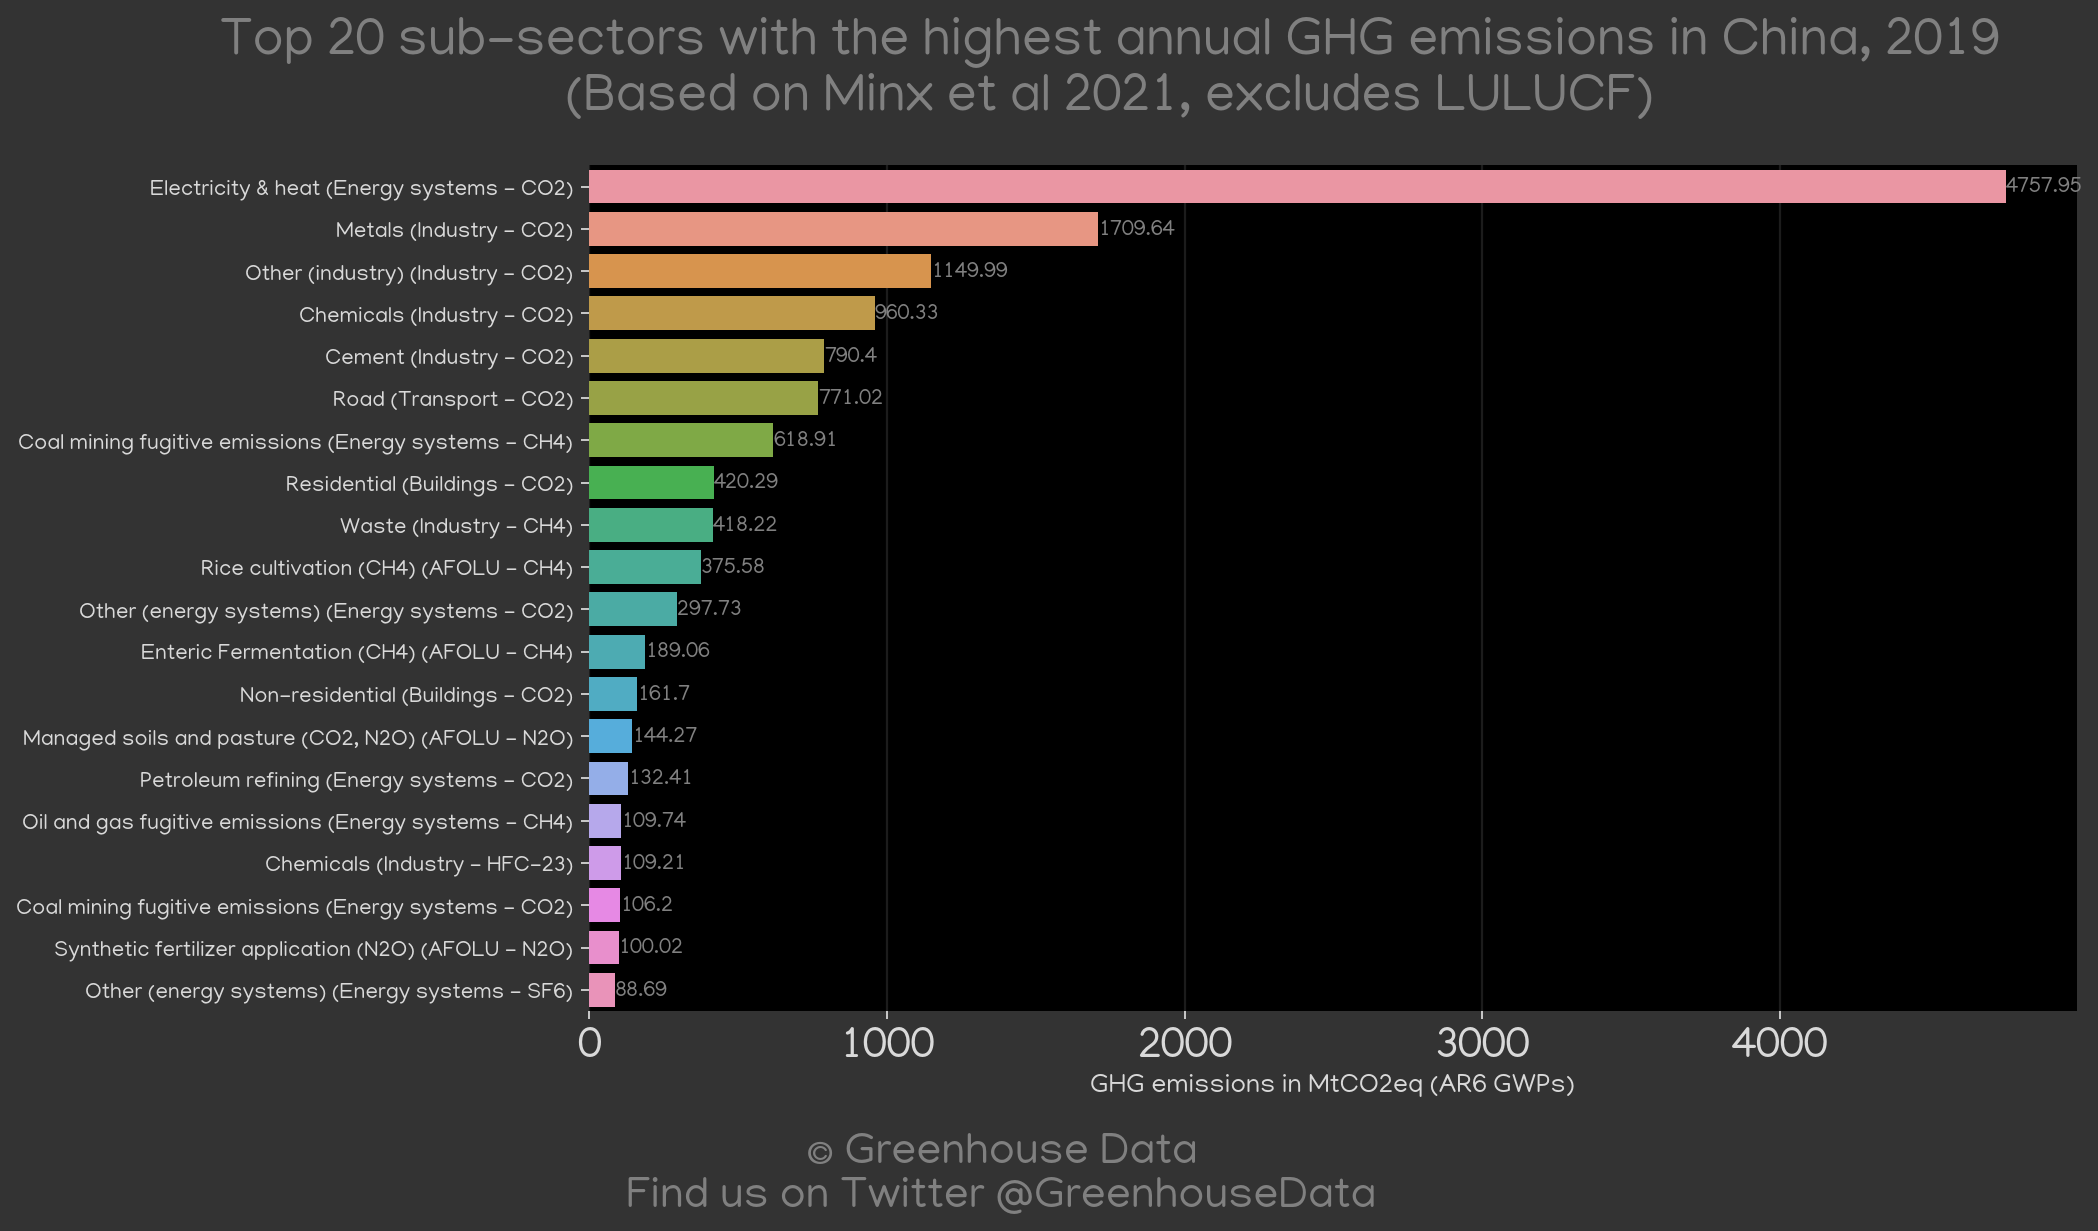 Top 20 sub-sectors with the highest annual GHG emissions in China, 2019
(Based on Minx et al 2021, excludes LULUCF)
Electricity & heat (Energy systems - CO2) 4757.95
Metals (Industry - CO2) 1709.64
Other (industry) (Industry - CO2) 1149.99
Chemicals (Industry - CO2) 960.33
Cement (Industry - CO2) 790.4
Road (Transport - CO2) 771.02
Coal mining fugitive emissions (Energy systems - CH4) 618.91
Residential (Buildings - CO2) 420.29
Waste (Industry - CH4) 418.22
Rice cultivation (CH4) (AFOLU - CH4) 375.58
Other (energy systems) (Energy systems - CO2) 297.73
Enteric Fermentation (CH4) (AFOLU - CH4) 189.06
Non-residential (Buildings - CO2) 161.7
Managed soils and pasture (CO2, N2O) (AFOLU - N2O) 144.27
Petroleum refining (Energy systems - CO2) 132.41
Oil and gas fugitive emissions (Energy systems - CH4) 109.74
Chemicals (Industry - HFC-23) 109.21
Coal mining fugitive emissions (Energy systems - CO2) 106.2
Synthetic fertilizer application (N2O) (AFOLU - N2O) 100.02
Other (energy systems) (Energy systems - SF6) 88.69
0 1000 2000 3000 4000
GHG emissions in MtCO2eq (AR6 GWPs)
© Greenhouse Data
Find us on Twitter @GreenhouseData